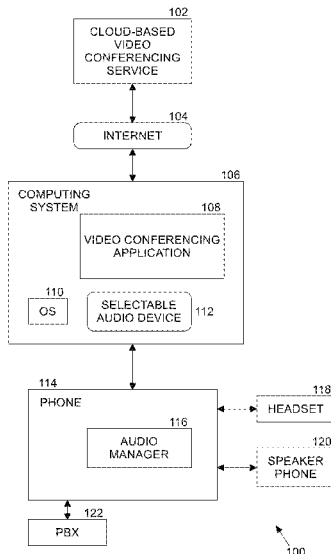 102
CLOUD-BASED
VIDEO
CONFERENCING
SERVICE
104
INTERNET
106
COMPUTING
SYSTEM
108
VIDEO CONFERENCING
APPLICATION
110
OS
SELECTABLE
AUDIO DEVICE
112
114
PHONE
116
AUDIO
MANAGER
118
HEADSET
120
SPEAKER
PHONE
122
PBX
100